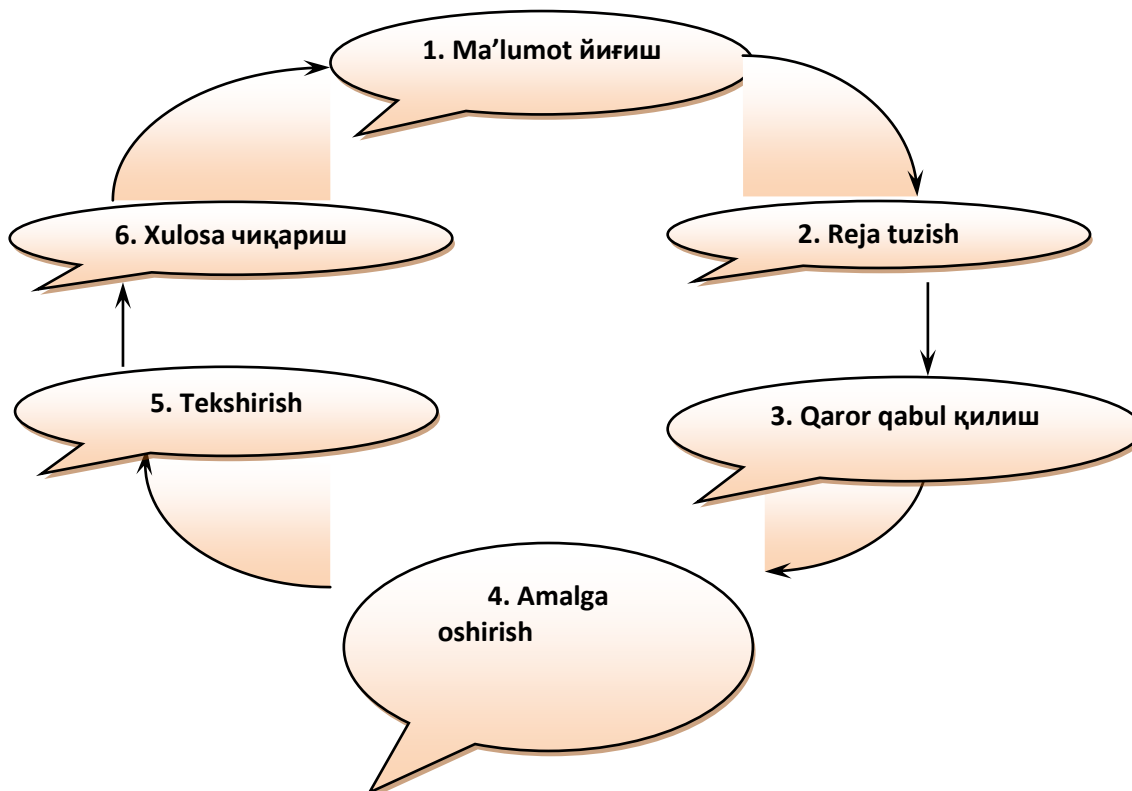 1. Ma’lumot йиғиш
2. Reja tuzish
3. Qaror qabul қилиш
4. Amalga
oshirish
5. Tekshirish
6. Xulosa чиқариш